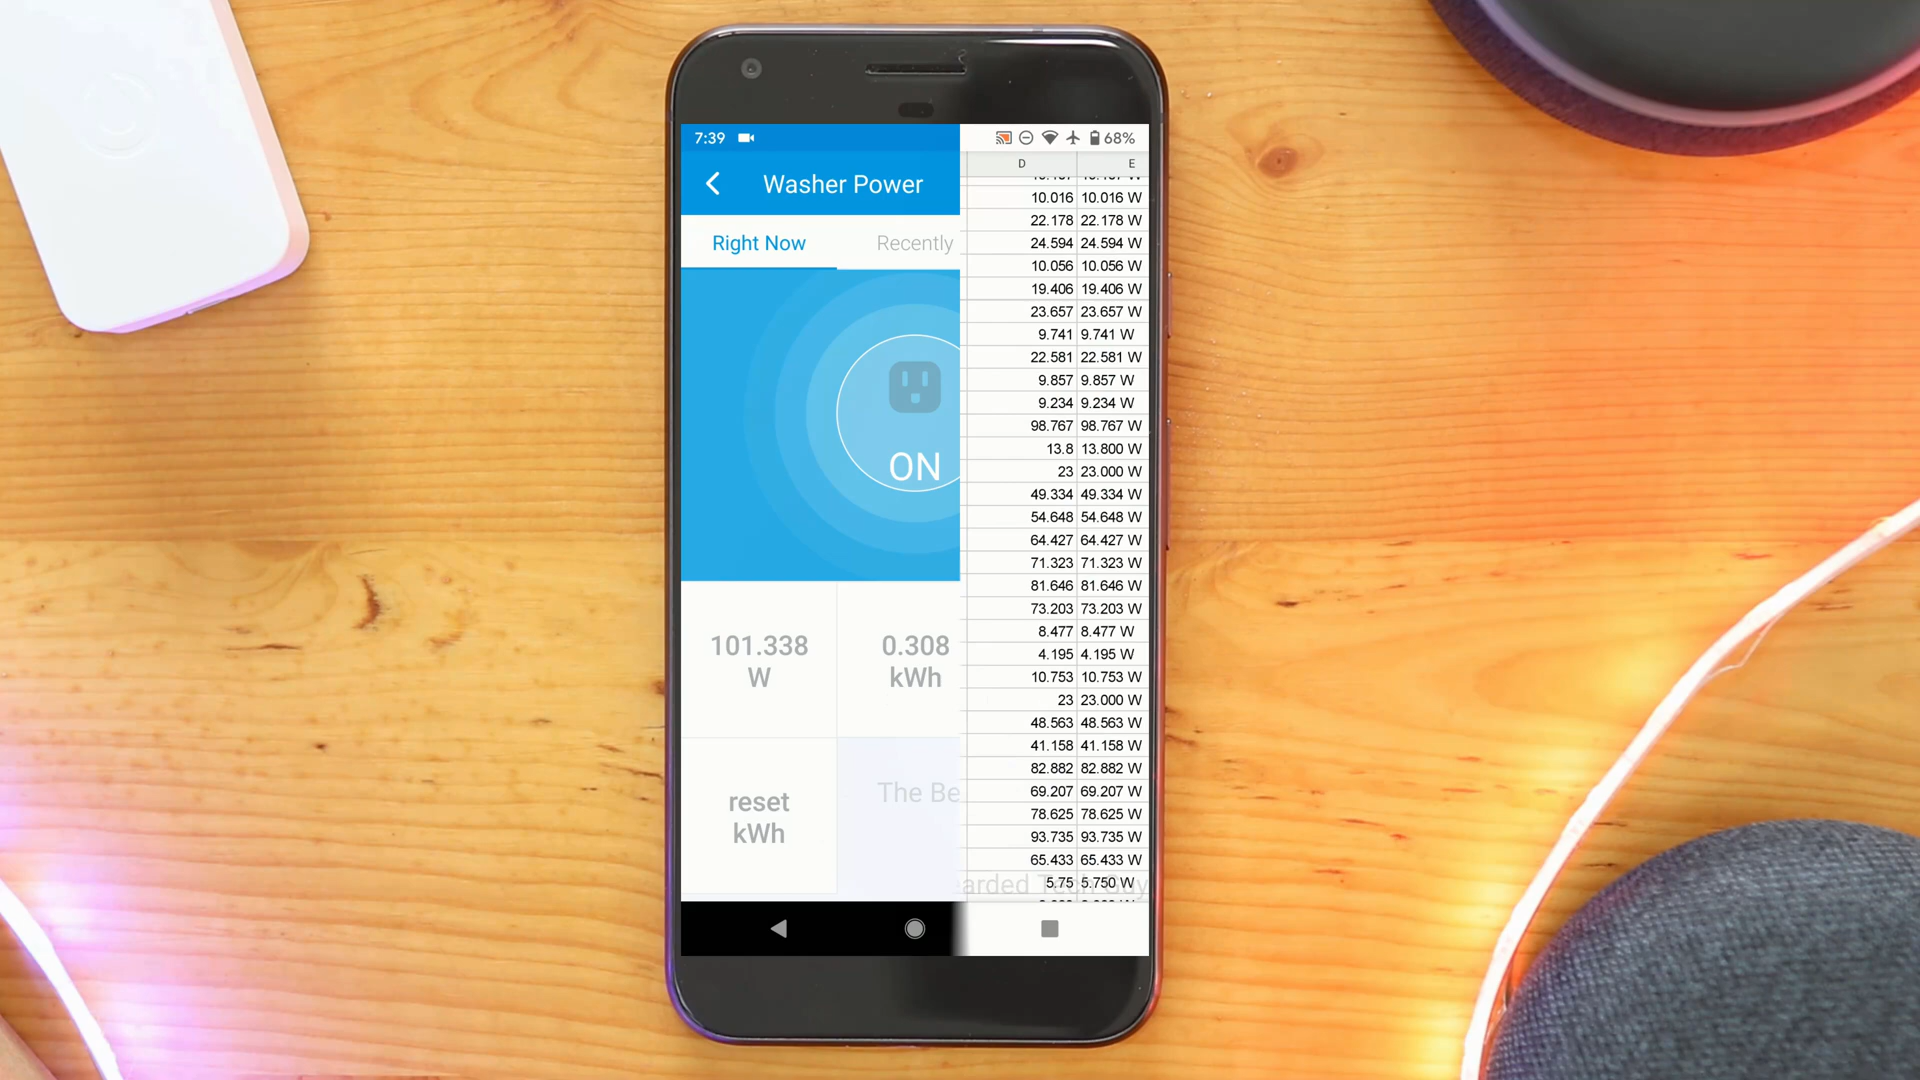 7:39
68%
Washer Power
Right Now
Recently
ON
101.338
W
0.308
kWh
reset
kWh
The Be
D E
10.016 10.016 W
22.178 22.178 W
24.594 24.594 W
10.056 10.056 W
19.406 19.406 W
23.657 23.657 W
9.741 9.741 W
22.581 22.581 W
9.857 9.857 W
9.234 9.234 W
98.767 98.767 W
13.8 13.800 W
23 23.000 W
49.334 49.334 W
54.648 54.648 W
64.427 64.427 W
71.323 71.323 W
81.646 81.646 W
73.203 73.203 W
8.477 8.477 W
4.195 4.195 W
10.753 10.753 W
23 23.000 W
48.563 48.563 W
41.158 41.158 W
82.882 82.882 W
69.207 69.207 W
78.625 78.625 W
93.735 93.735 W
65.433 65.433 W
5.75 5.750 W
arded Tech Guy